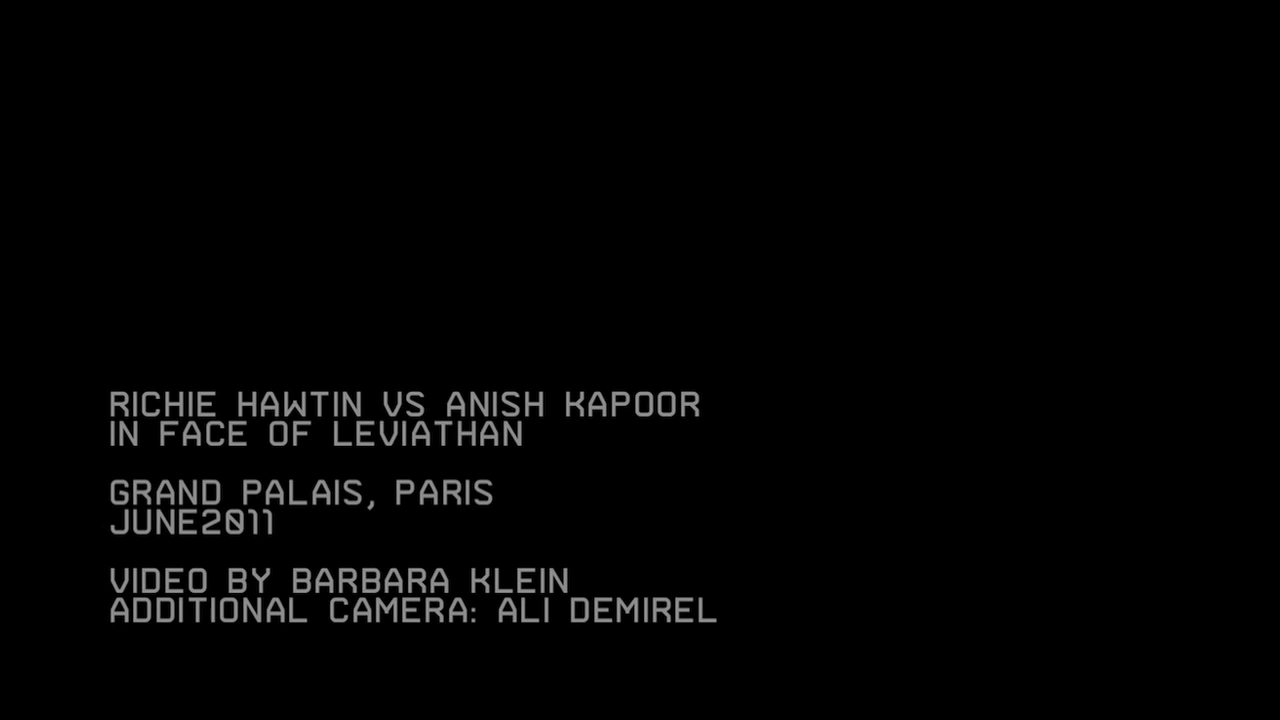 RICHIE HAWTIN VS ANISH KAPOOR
IN FACE OF LEVIATHAN
GRAND PALAIS, PARIS
JUNE2011
VIDEO BY BARBARA KLEIN
ADDITIONAL CAMERA: ALI DEMIREL